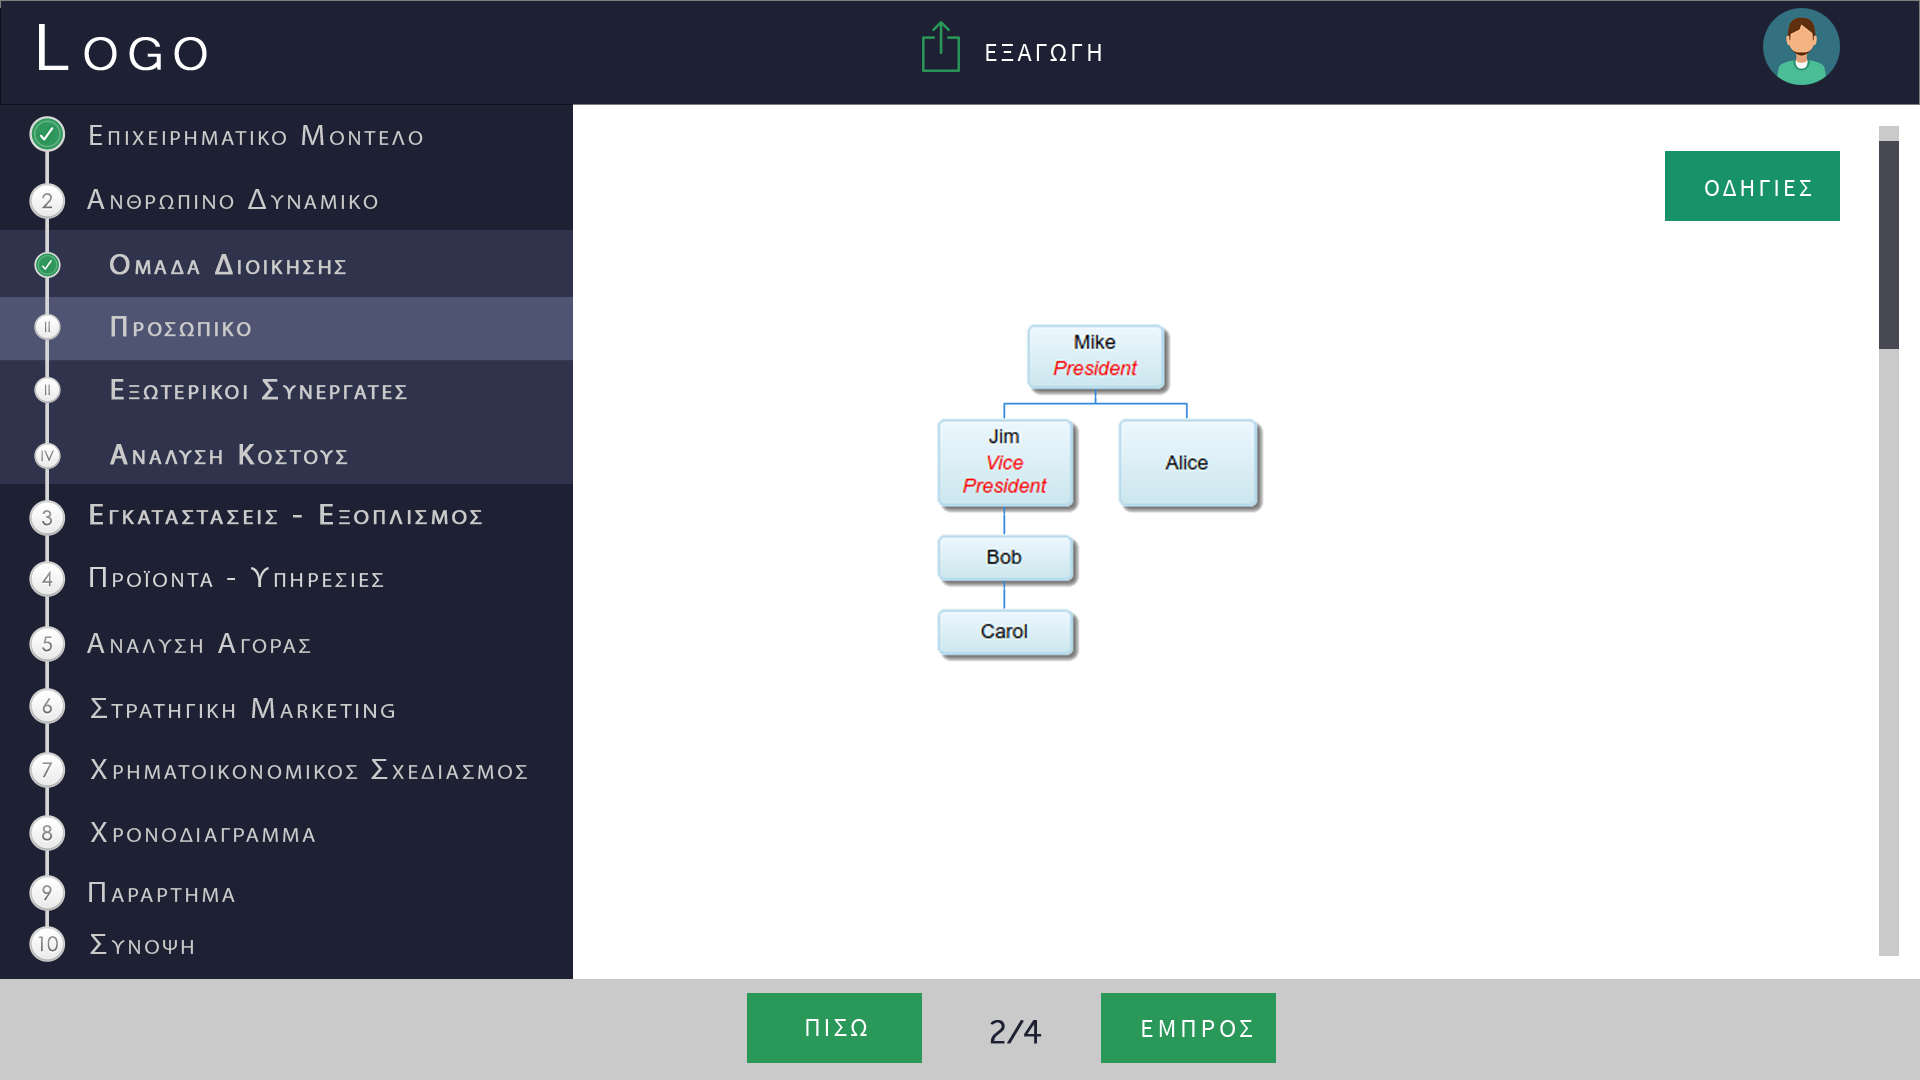 LOGO
ΕΞΑΓΩΓΗ
ΕΠΙΧΕΙΡΗΜΑΤΙΚΟ ΜΟΝΤΕΛΟ
2 ΑΝΘΡΩΠΙΝΟ ΔΥΝΑΜΙΚΟ
ΟΜΑΔΑ ΔΙΟΙΚΗΣΗΣ
II ΠΡΟΣΩΠΙΚΟ
II ΕΞΩΤΕΡΙΚΟΙ ΣΥΝΕΡΓΑΤΕΣ
IV ΑΝΑΛΥΣΗ ΚΟΣΤΟΥΣ
3 ΕΓΚΑΤΑΣΤΑΣΕΙΣ - ΕΞΟΠΛΙΣΜΟΣ
4 ΠΡΟΪΟΝΤΑ - ΥΠΗΡΕΣΙΕΣ
5 ΑΝΑΛΥΣΗ ΑΓΟΡΑΣ
6 ΣΤΡΑΤΗΓΙΚΗ MARKETING
7 ΧΡΗΜΑΤΟΙΚΟΝΟΜΙΚΟΣ ΣΧΕΔΙΑΣΜΟΣ
8 ΧΡΟΝΟΔΙΑΓΡΑΜΜΑ
9 ΠΑΡΑΡΤΗΜΑ
10 ΣΥΝΟΨΗ
ΟΔΗΓΙΕΣ
Mike
President
Jim
Vice
President
Alice
Bob
Carol
ΠΙΣΩ
2/4
ΕΜΠΡΟΣ